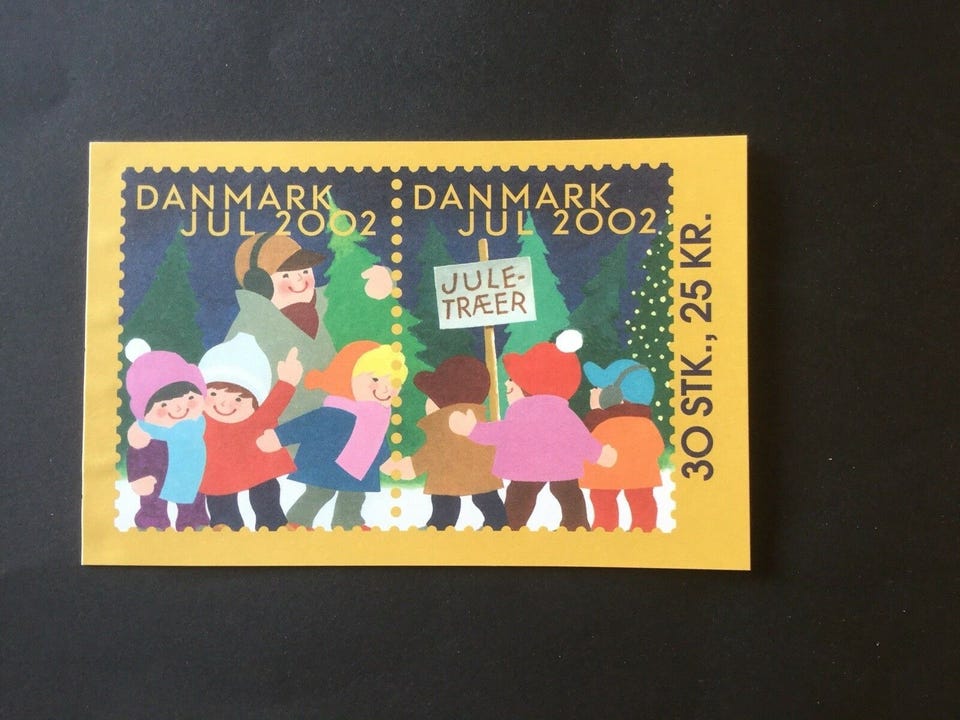 DANMARK
JUL 2002
DANMARK
JUL 2002
JULE-
TRÆER
30 STK., 25 KR.